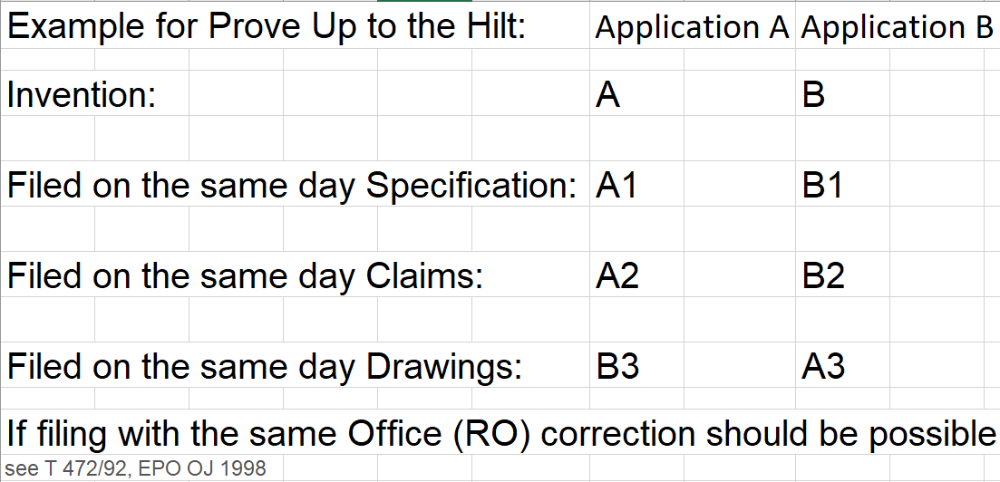 Example for Prove Up to the Hilt: Application A Application B
Invention: A B
Filed on the same day Specification: A1 B1
Filed on the same day Claims: A2 B2
Filed on the same day Drawings: B3 A3
If filing with the same Office (RO) correction should be possible
see T 472/92, EPO OJ 1998